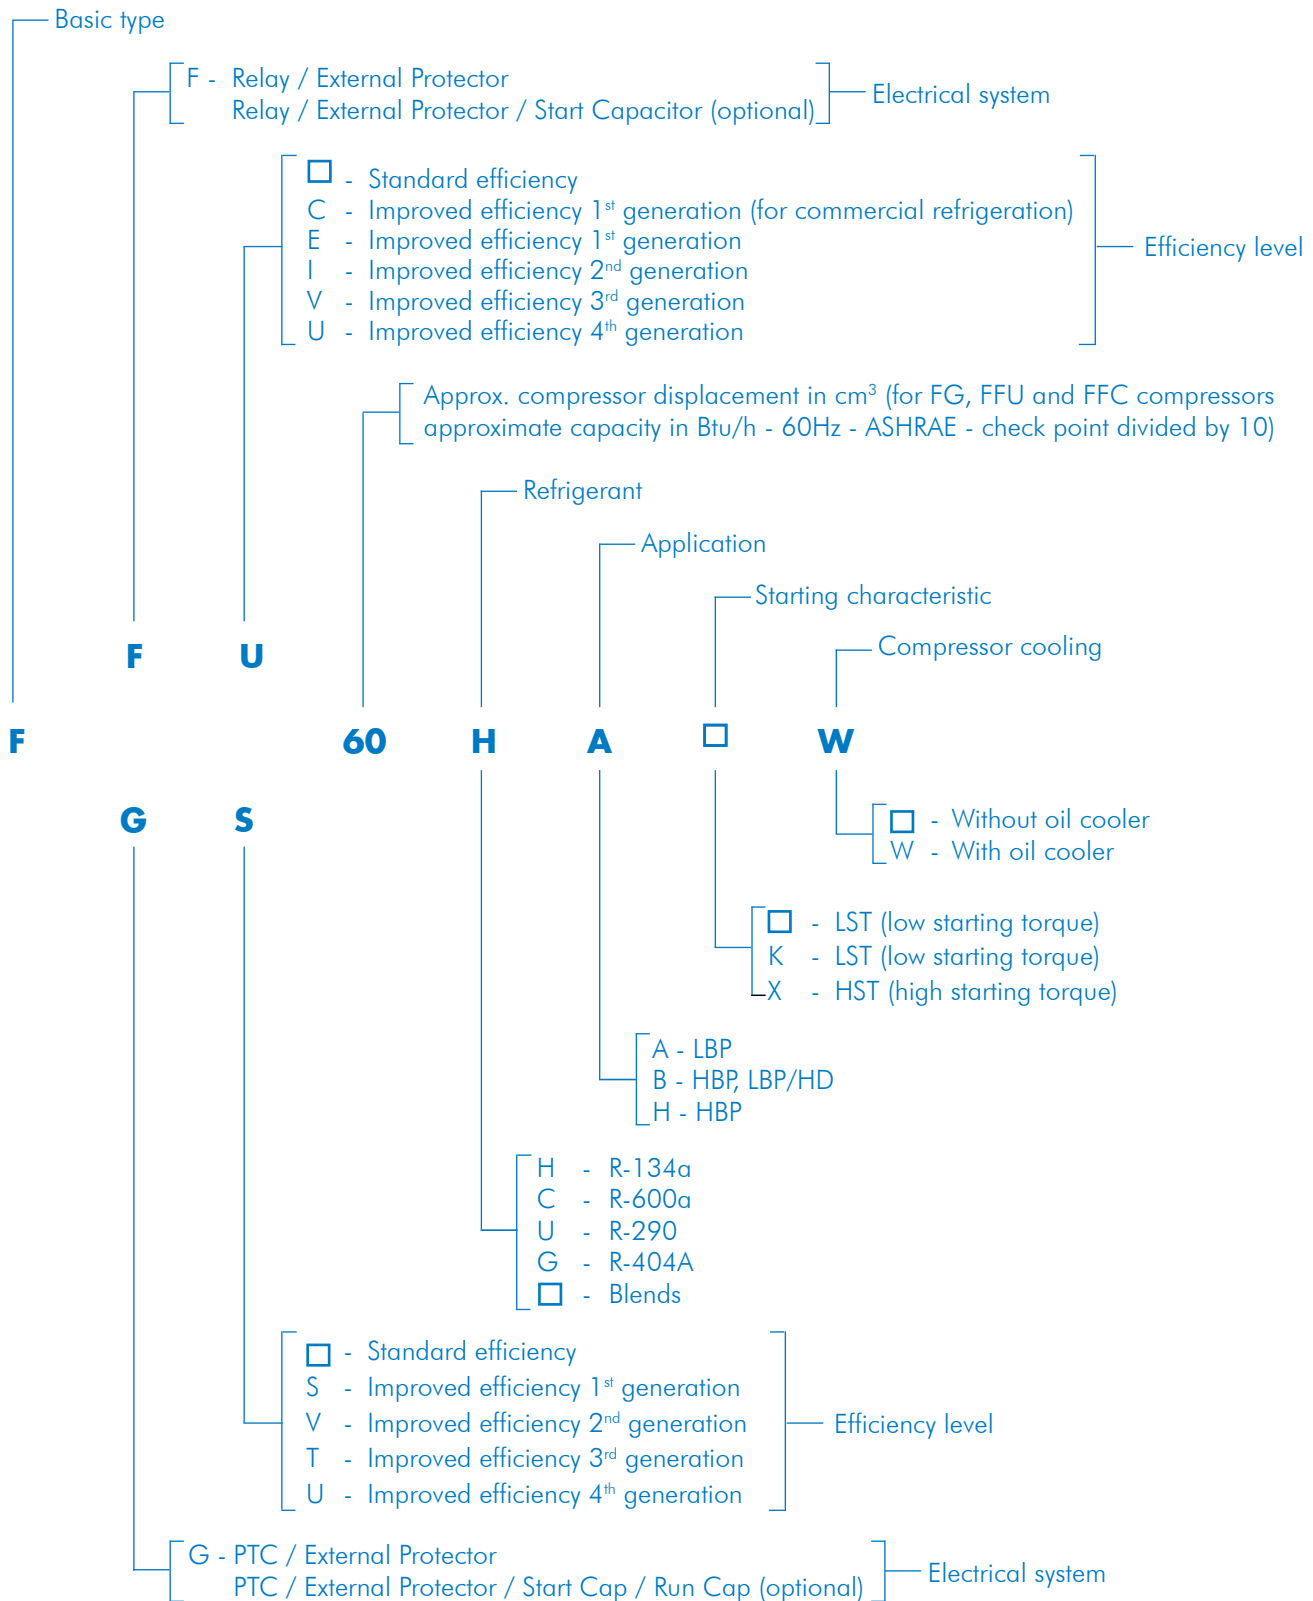 Basic type
F - Relay / External Protector
Relay / External Protector / Start Capacitor (optional)
Electrical system
□ - Standard efficiency
C - Improved efficiency 1st generation (for commercial refrigeration)
E - Improved efficiency 1st generation
I - Improved efficiency 2nd generation
V - Improved efficiency 3rd generation
U - Improved efficiency 4th generation
Efficiency level
Approx. compressor displacement in cm³ (for FG, FFU and FFC compressors
approximate capacity in Btu/h - 60Hz - ASHRAE - check point divided by 10)
Refrigerant
Application
Starting characteristic
Compressor cooling
F U
F 60 H A □ W
G S
□ - Without oil cooler
W - With oil cooler
□ - LST (low starting torque)
K - LST (low starting torque)
X - HST (high starting torque)
A - LBP
B - HBP, LBP/HD
H - HBP
H - R-134a
C - R-600a
U - R-290
G - R-404A
□ - Blends
□ - Standard efficiency
S - Improved efficiency 1st generation
V - Improved efficiency 2nd generation
T - Improved efficiency 3rd generation
U - Improved efficiency 4th generation
Efficiency level
G - PTC / External Protector
PTC / External Protector / Start Cap / Run Cap (optional)
Electrical system